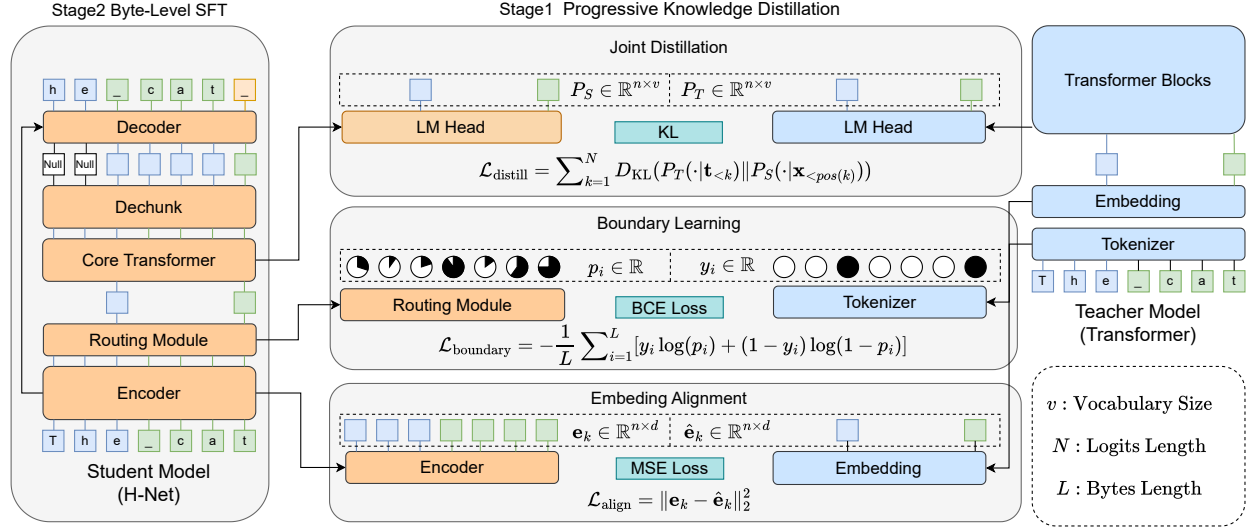 Stage2 Byte-Level SFT
h e _ c a t _
Decoder
Null Null
Dechunk
Core Transformer
Routing Module
Encoder
T h e _ c a t
Student Model
(H-Net)
Stage1 Progressive Knowledge Distillation
Joint Distillation
P_S ∈ ℝ^{n×v} P_T ∈ ℝ^{n×v}
LM Head KL LM Head
ℒ_distill = ∑_{k=1}^{N} D_KL(P_T(·|t_{<k})‖P_S(·|x_{<pos(k)}))
Boundary Learning
p_i ∈ ℝ y_i ∈ ℝ
Routing Module BCE Loss Tokenizer
ℒ_boundary = −1/L ∑_{i=1}^{L} [y_i log(p_i) + (1 − y_i) log(1 − p_i)]
Embeding Alignment
e_k ∈ ℝ^{n×d} ê_k ∈ ℝ^{n×d}
Encoder MSE Loss Embedding
ℒ_align = ‖e_k − ê_k‖_2^2
Transformer Blocks
Embedding
Tokenizer
T h e _ c a t
Teacher Model
(Transformer)
v : Vocabulary Size
N : Logits Length
L : Bytes Length